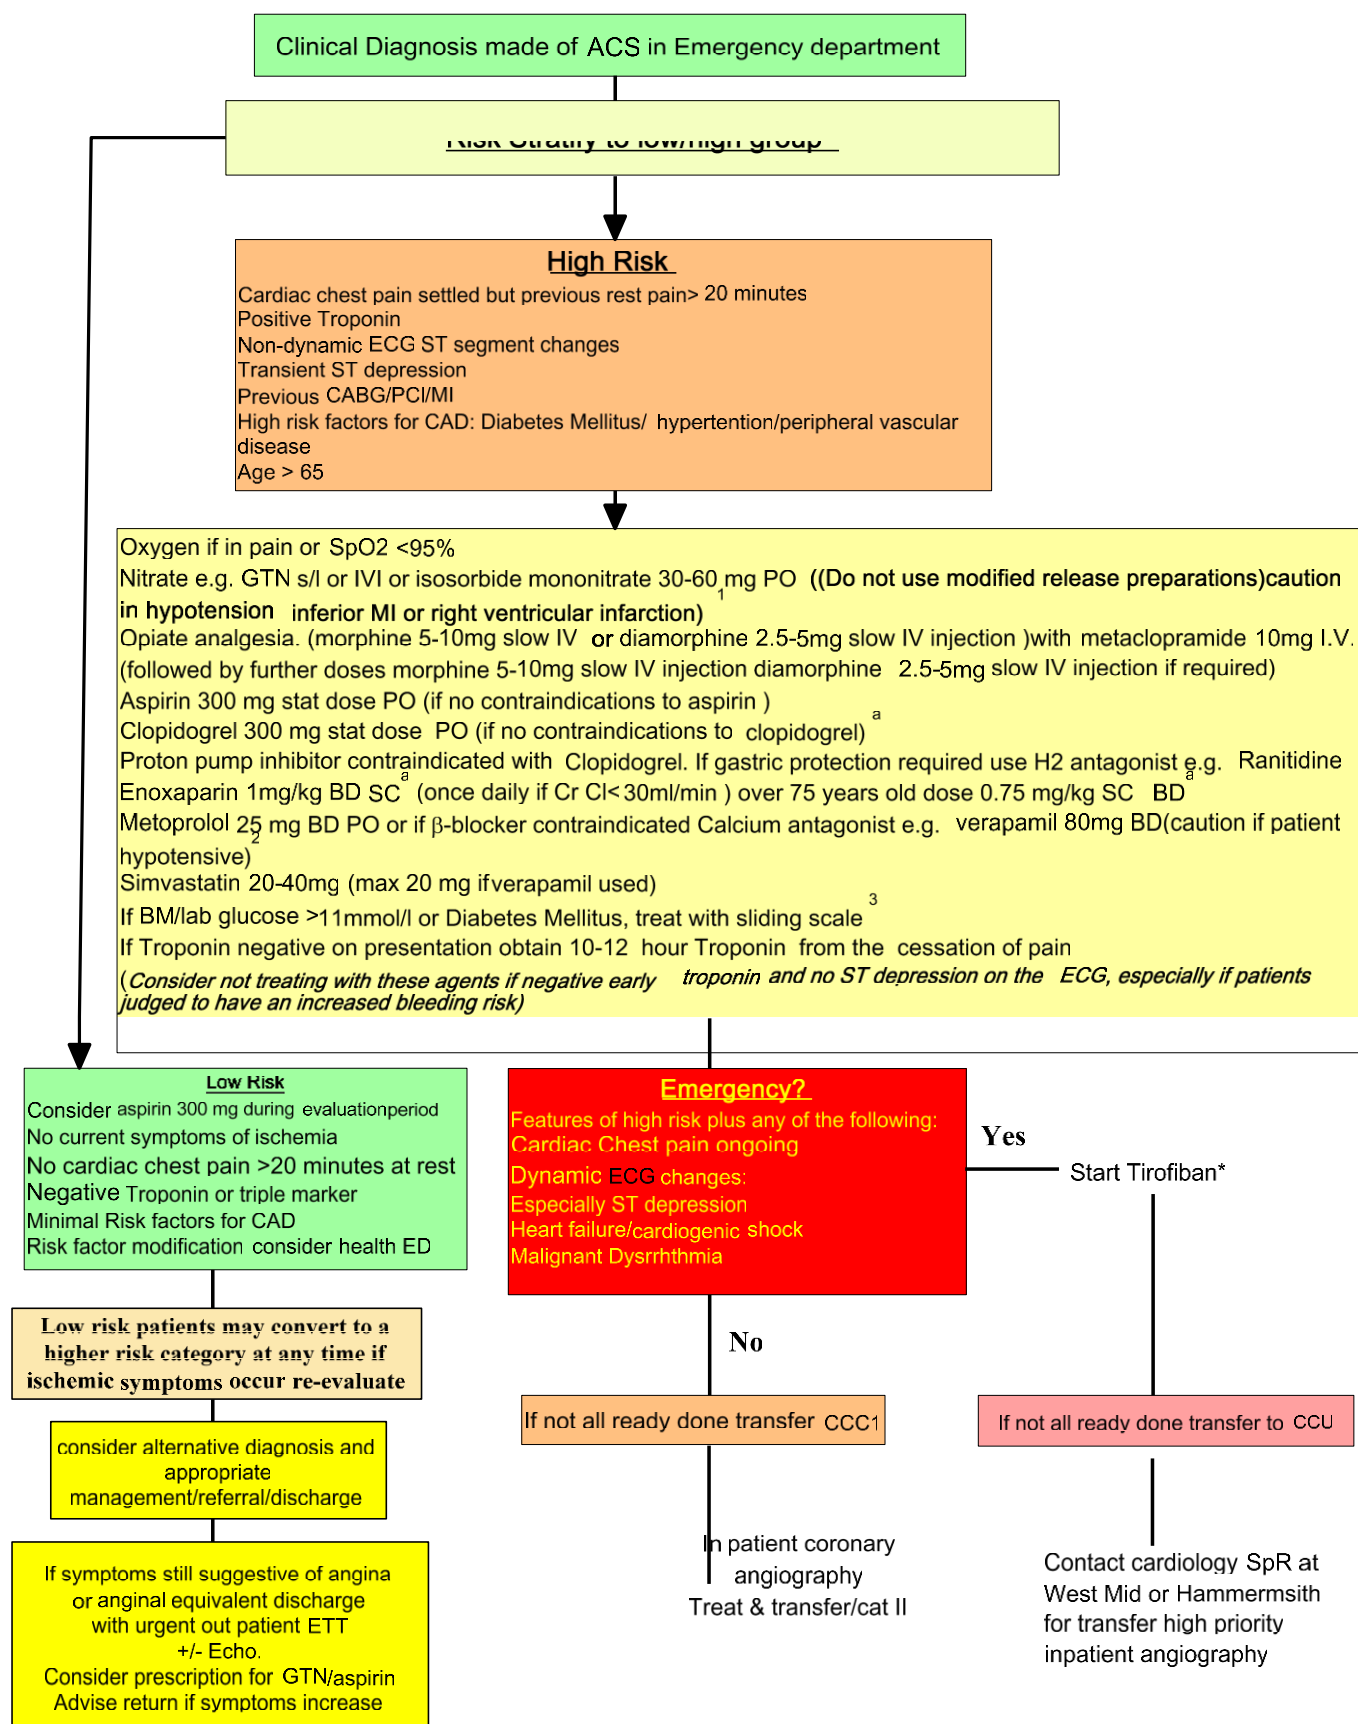 Clinical Diagnosis made of ACS in Emergency department
Risk Stratify to low/high group
High Risk
Cardiac chest pain settled but previous rest pain> 20 minutes
Positive Troponin
Non-dynamic ECG ST segment changes
Transient ST depression
Previous CABG/PCI/MI
High risk factors for CAD: Diabetes Mellitus/ hypertention/peripheral vascular
disease
Age > 65
Oxygen if in pain or SpO2 <95%
Nitrate e.g. GTN s/l or IVI or isosorbide mononitrate 30-60 mg PO ((Do not use modified release preparations)caution
in hypotension inferior MI or right ventricular infarction)1
Opiate analgesia. (morphine 5-10mg slow IV or diamorphine 2.5-5mg slow IV injection )with metaclopramide 10mg I.V.
(followed by further doses morphine 5-10mg slow IV injection diamorphine 2.5-5mg slow IV injection if required)
Aspirin 300 mg stat dose PO (if no contraindications to aspirin )
Clopidogrel 300 mg stat dose PO (if no contraindications to clopidogrel) a
Proton pump inhibitor contraindicated with Clopidogrel. If gastric protection required use H2 antagonist e.g. Ranitidine
Enoxaparin 1mg/kg BD SC a (once daily if Cr Cl< 30ml/min ) over 75 years old dose 0.75 mg/kg SC BD a
Metoprolol 25 mg BD PO or if β-blocker contraindicated Calcium antagonist e.g. verapamil 80mg BD(caution if patient
hypotensive) 2
Simvastatin 20-40mg (max 20 mg if verapamil used)
If BM/lab glucose >11mmol/l or Diabetes Mellitus, treat with sliding scale 3
If Troponin negative on presentation obtain 10-12 hour Troponin from the cessation of pain
(Consider not treating with these agents if negative early troponin and no ST depression on the ECG, especially if patients
judged to have an increased bleeding risk)
Low Risk
Consider aspirin 300 mg during evaluationperiod
No current symptoms of ischemia
No cardiac chest pain >20 minutes at rest
Negative Troponin or triple marker
Minimal Risk factors for CAD
Risk factor modification consider health ED
Low risk patients may convert to a
higher risk category at any time if
ischemic symptoms occur re-evaluate
consider alternative diagnosis and
appropriate
management/referral/discharge
If symptoms still suggestive of angina
or anginal equivalent discharge
with urgent out patient ETT
+/- Echo.
Consider prescription for GTN/aspirin
Advise return if symptoms increase
Emergency?
Features of high risk plus any of the following:
Cardiac Chest pain ongoing
Dynamic ECG changes:
Especially ST depression
Heart failure/cardiogenic shock
Malignant Dysrrhthmia
Yes
Start Tirofiban*
No
If not all ready done transfer CCC1
In patient coronary
angiography
Treat & transfer/cat II
If not all ready done transfer to CCU
Contact cardiology SpR at
West Mid or Hammermsith
for transfer high priority
inpatient angiography